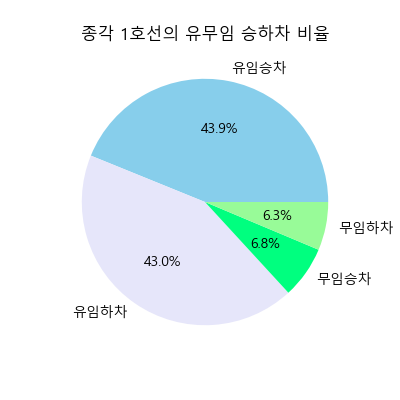 종각 1호선의 유무임 승하차 비율
유임승차
43.9%
6.3%
무임하차
6.8%
43.0%
무임승차
유임하차